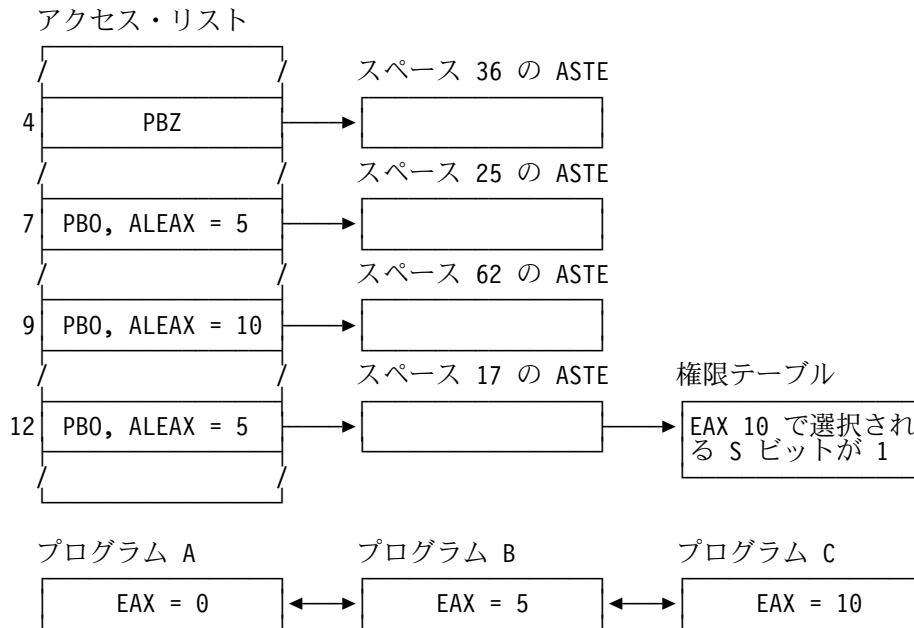 アクセス・リスト
スペース 36 の ASTE
4 PBZ
スペース 25 の ASTE
7 PBO, ALEAX = 5
スペース 62 の ASTE
9 PBO, ALEAX = 10
スペース 17 の ASTE 権限テーブル
12 PBO, ALEAX = 5 EAX 10 で選択され
る S ビットが 1
プログラム A プログラム B プログラム C
EAX = 0 EAX = 5 EAX = 10